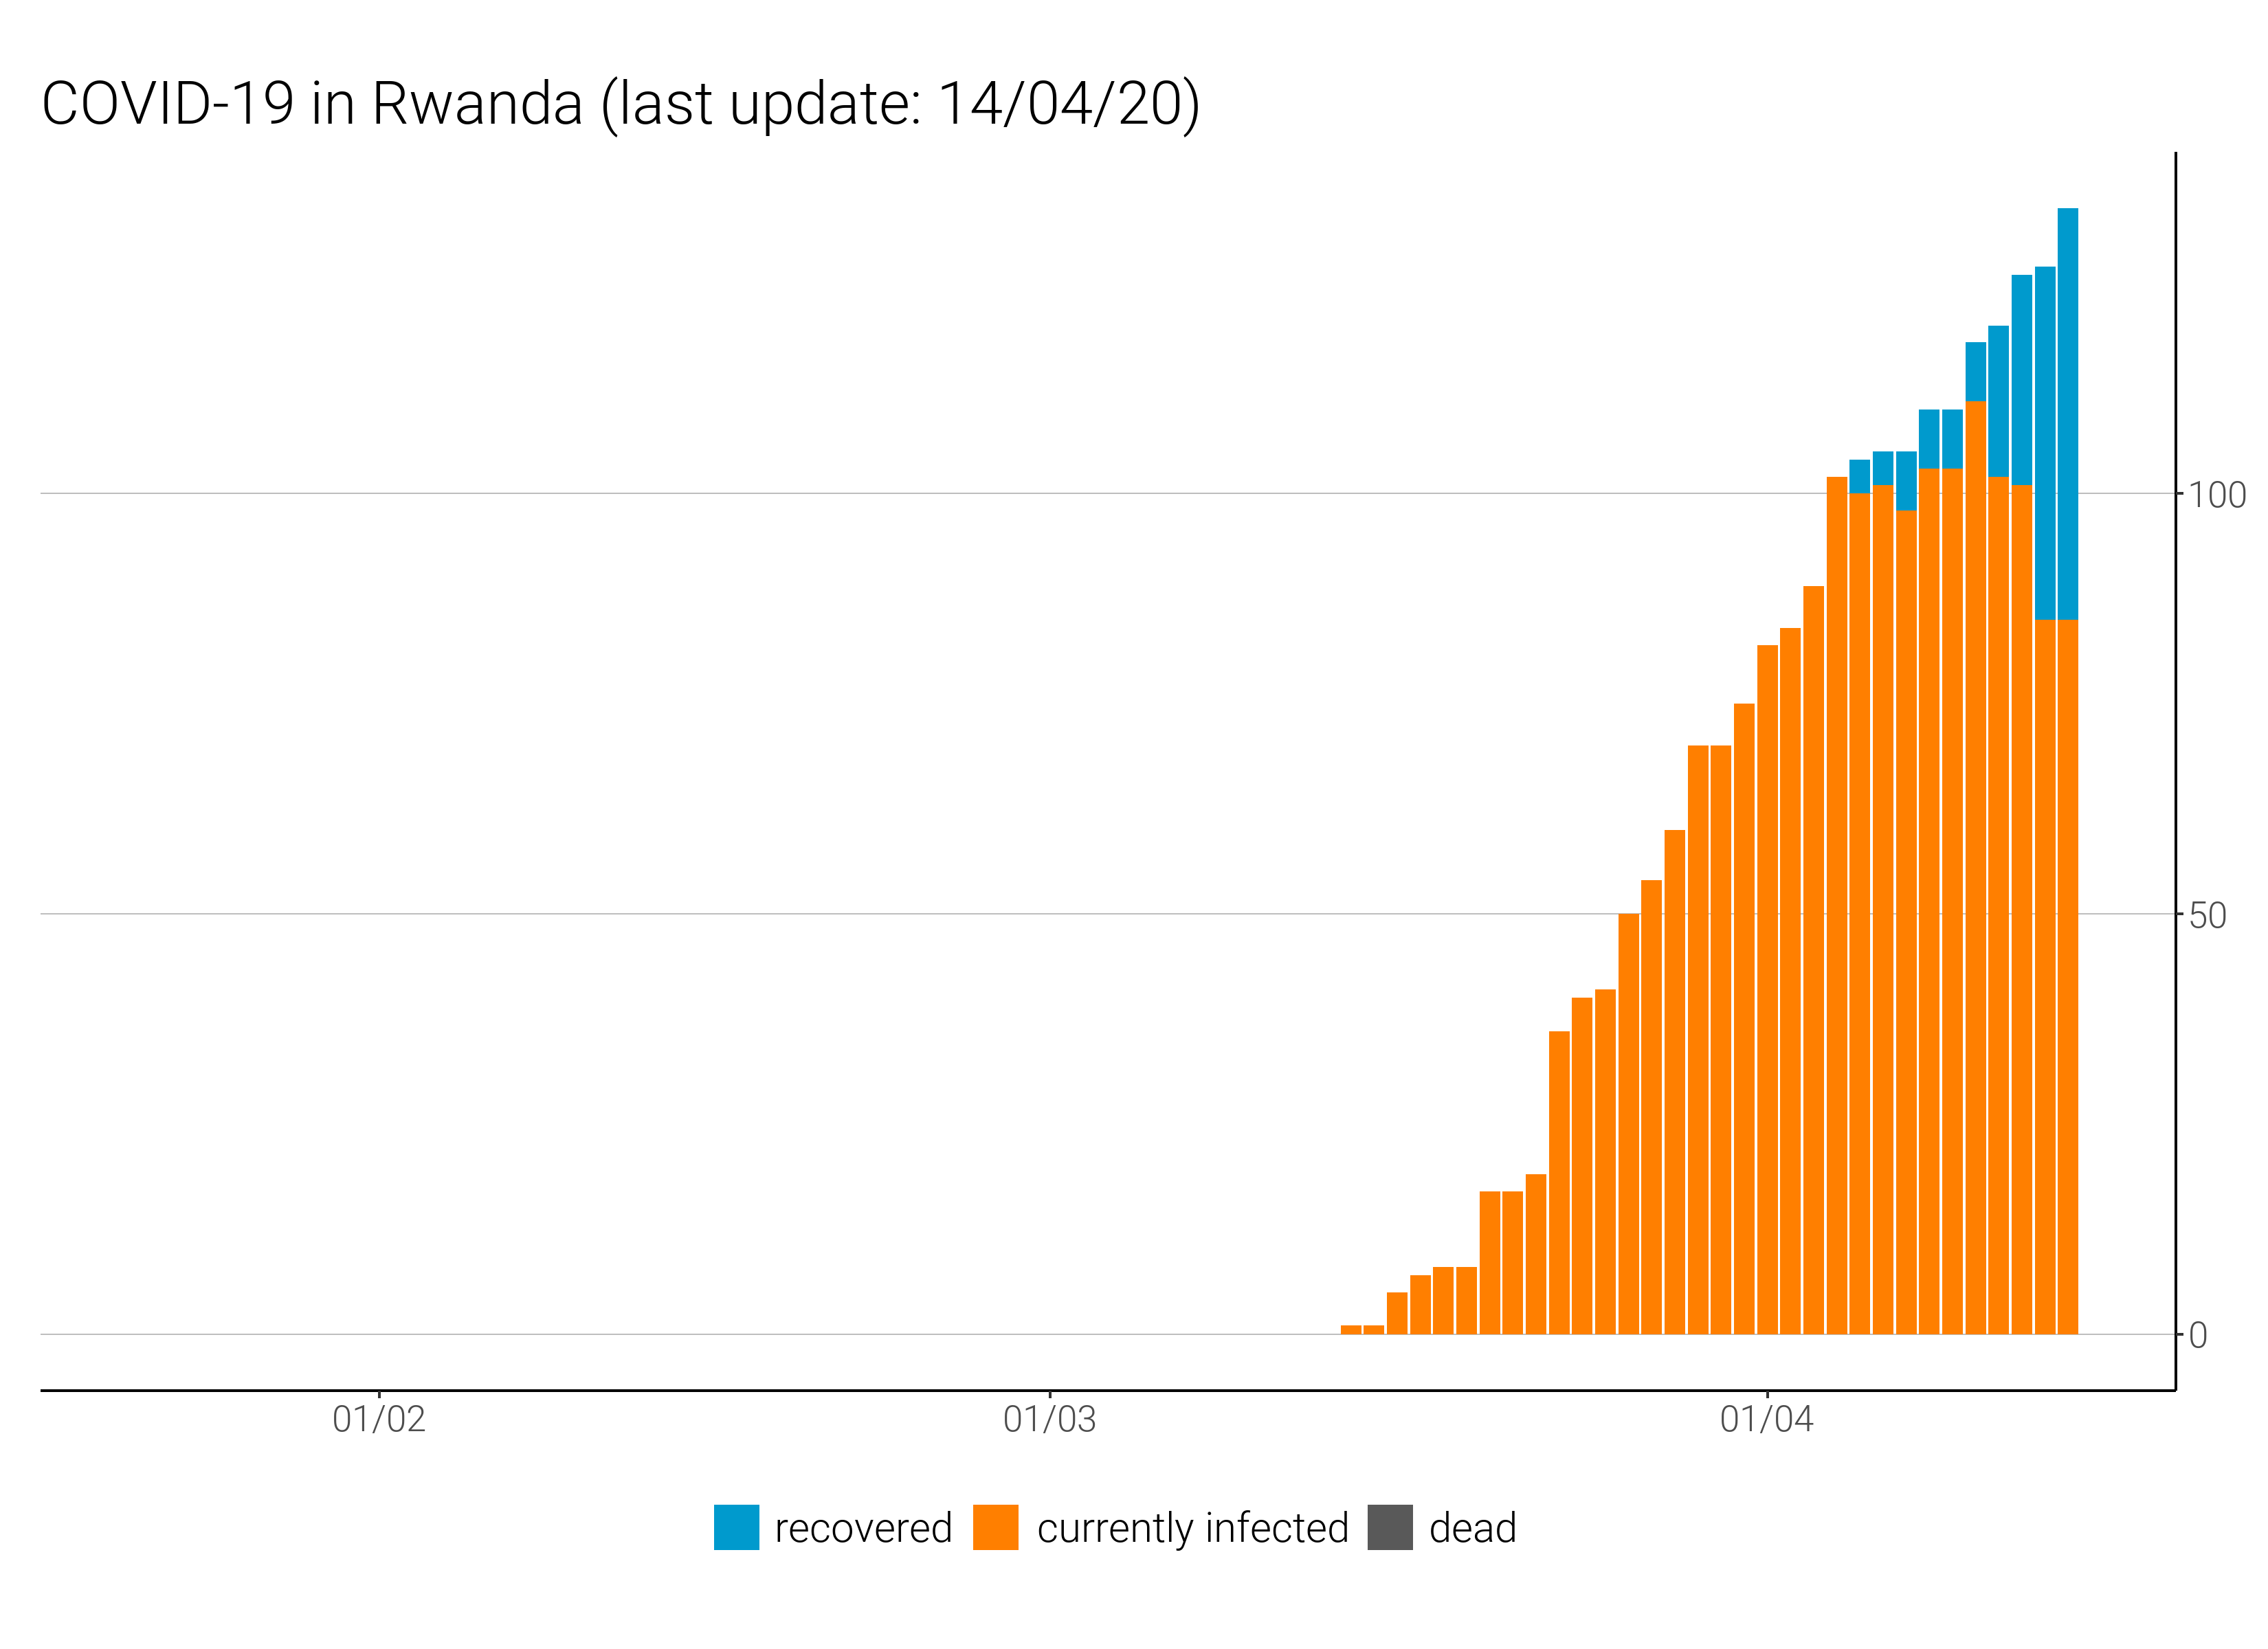 COVID-19 in Rwanda (last update: 14/04/20)
100
50
0
01/02 01/03 01/04
recovered currently infected dead